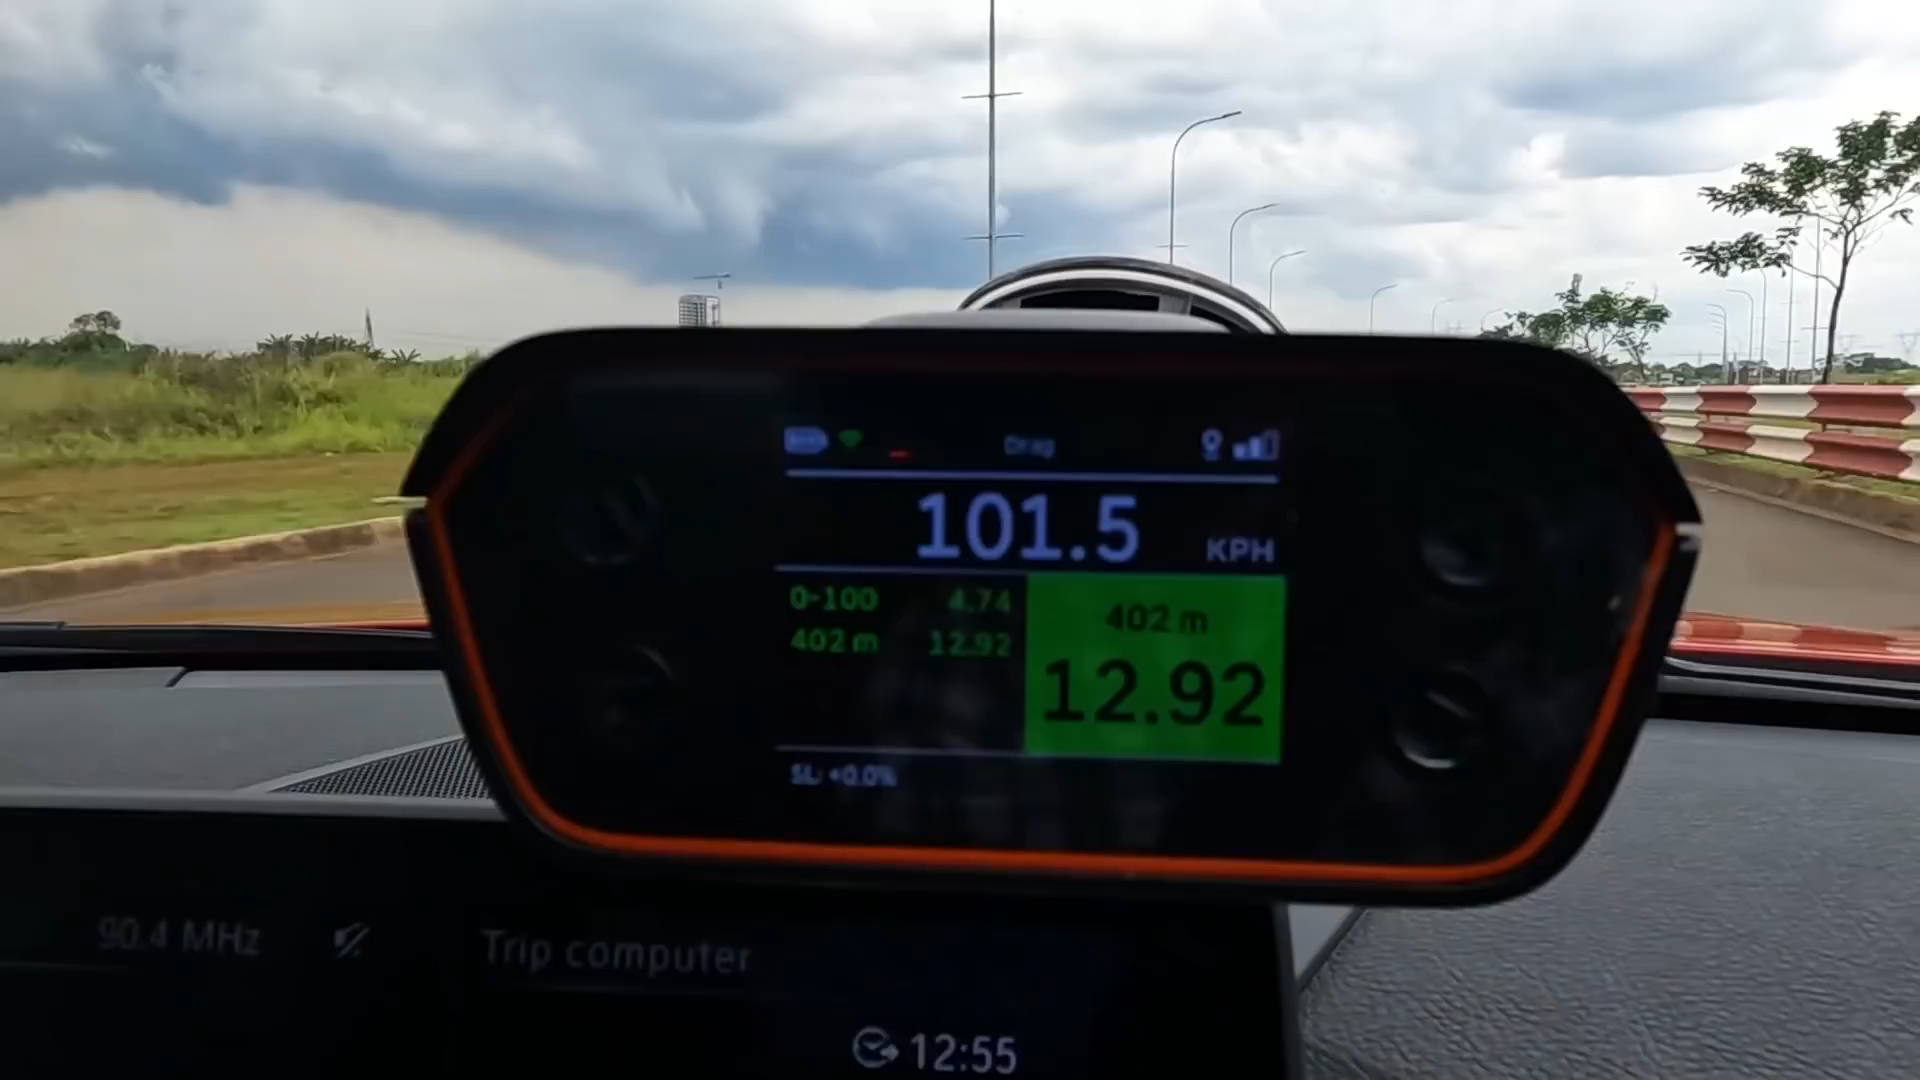 Drag
101.5 KPH
0-100 4.74
402 m 12.92
402 m
12.92
SL: +0.0%
90.4 MHz
Trip computer
12:55